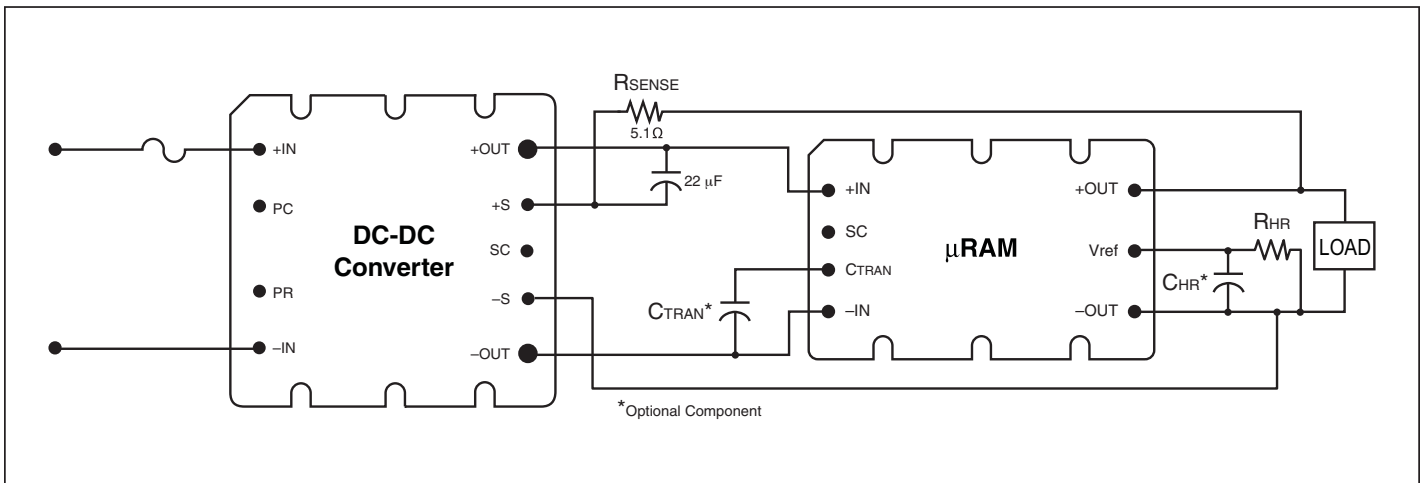 RSENSE
5.1Ω
+IN
PC
PR
–IN
DC-DC
Converter
+OUT
+S
SC
–S
–OUT
22 μF
CTRAN*
+IN
SC
CTRAN
–IN
μRAM
+OUT
Vref
–OUT
RHR
CHR*
LOAD
*Optional Component